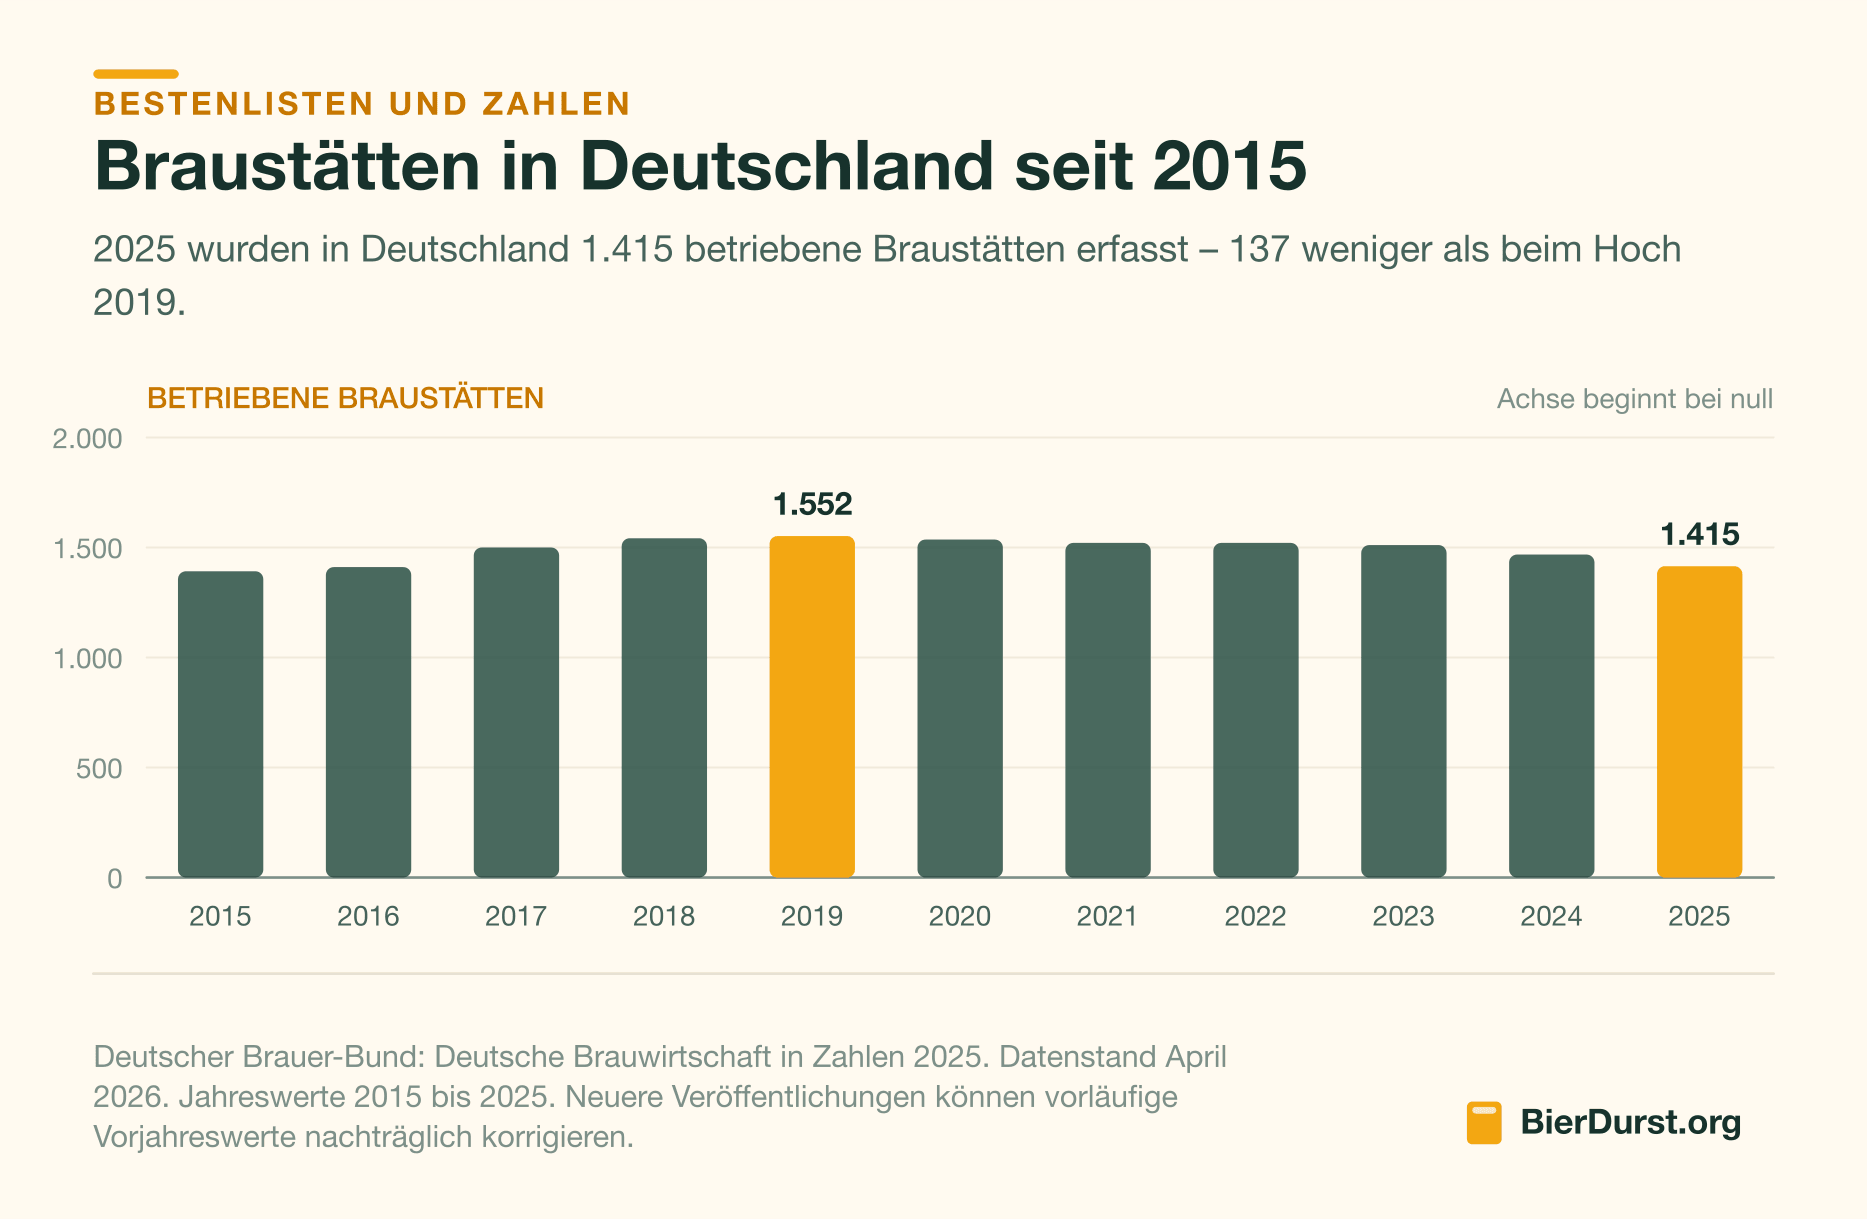 BESTENLISTEN UND ZAHLEN
Braustätten in Deutschland seit 2015
2025 wurden in Deutschland 1.415 betriebene Braustätten erfasst – 137 weniger als beim Hoch
2019.
BETRIEBENE BRAUSTÄTTEN
Achse beginnt bei null
2.000
1.500
1.000
500
0
1.552
1.415
2015 2016 2017 2018 2019 2020 2021 2022 2023 2024 2025
Deutscher Brauer-Bund: Deutsche Brauwirtschaft in Zahlen 2025. Datenstand April
2026. Jahreswerte 2015 bis 2025. Neuere Veröffentlichungen können vorläufige
Vorjahreswerte nachträglich korrigieren.
BierDurst.org